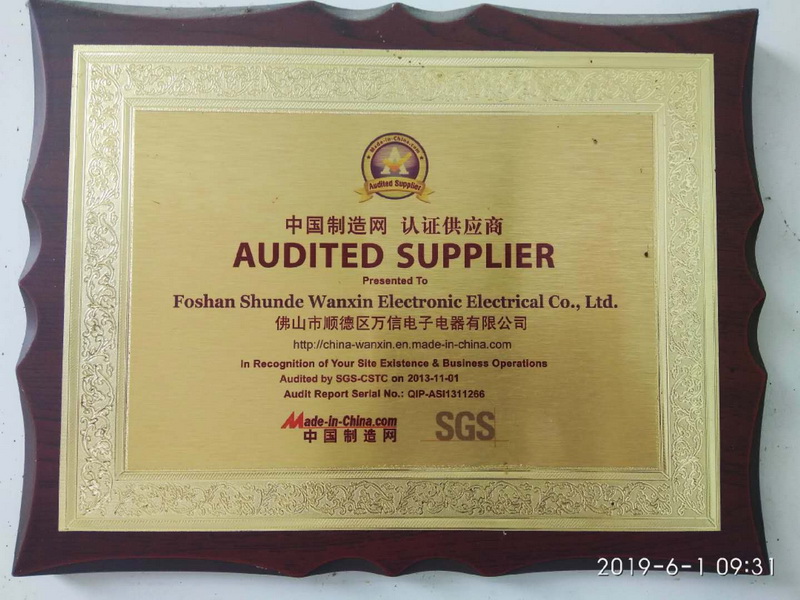 Made-in-China.com
Audited Supplier
中国制造网 认证供应商
AUDITED SUPPLIER
Presented To
Foshan Shunde Wanxin Electronic Electrical Co., Ltd.
佛山市顺德区万信电子电器有限公司
http://china-wanxin.en.made-in-china.com
In Recognition of Your Site Existence & Business Operations
Audited by SGS-CSTC on 2013-11-01
Audit Report Serial No.: QIP-ASI1311266
Made-in-China.com
中国制造网
SGS
2019-6-1 09:31